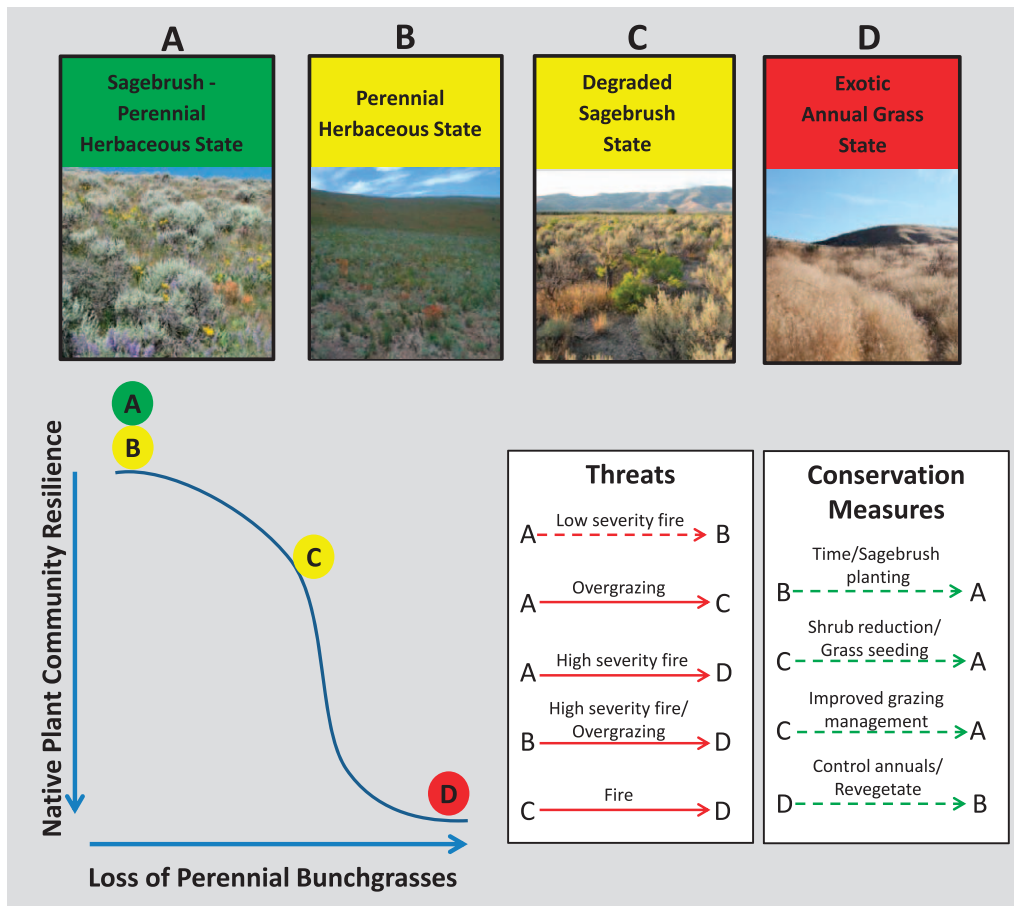 A
B
C
D
Sagebrush -
Perennial
Herbaceous State
Perennial
Herbaceous State
Degraded
Sagebrush
State
Exotic
Annual Grass
State
A
B
C
D
Native Plant Community Resilience
Loss of Perennial Bunchgrasses
Threats
Low severity fire
A B
Overgrazing
A C
High severity fire
A D
High severity fire/
Overgrazing
B D
Fire
C D
Conservation
Measures
Time/Sagebrush
planting
B A
Shrub reduction/
Grass seeding
C A
Improved grazing
management
C A
Control annuals/
Revegetate
D B